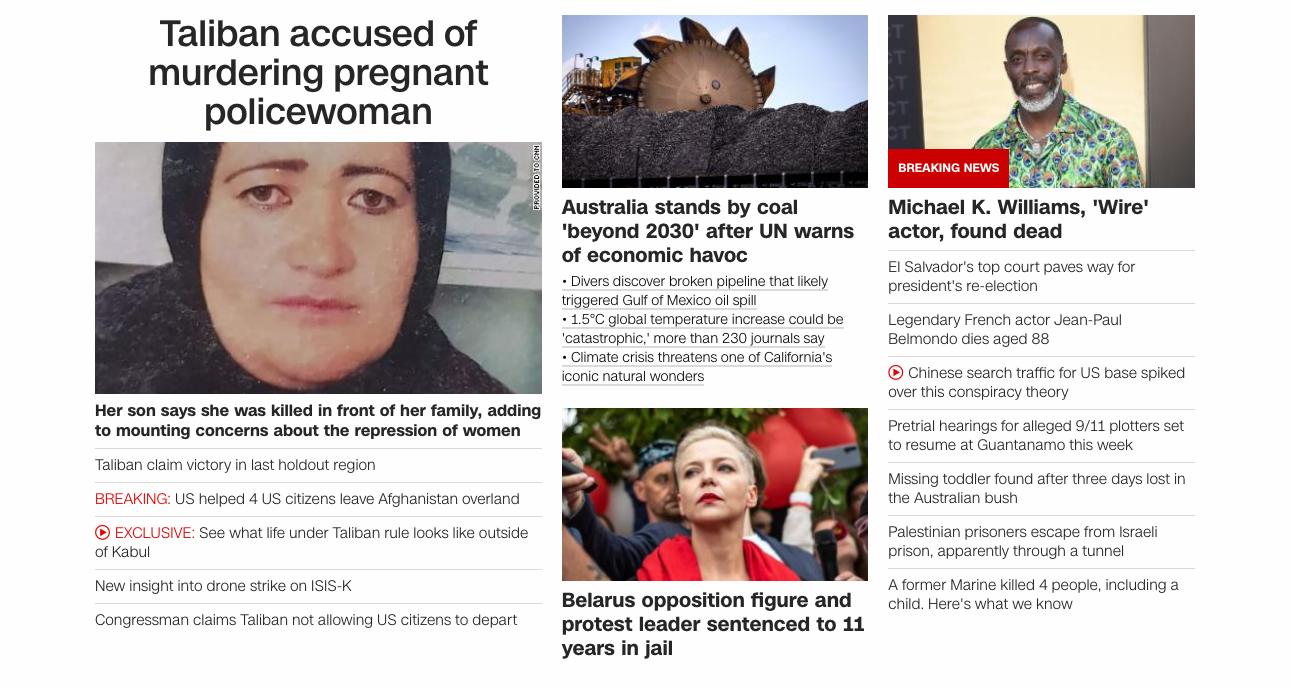 Taliban accused of
murdering pregnant
policewoman
PROVIDED TO CNN
Her son says she was killed in front of her family, adding
to mounting concerns about the repression of women
Taliban claim victory in last holdout region
BREAKING: US helped 4 US citizens leave Afghanistan overland
EXCLUSIVE: See what life under Taliban rule looks like outside
of Kabul
New insight into drone strike on ISIS-K
Congressman claims Taliban not allowing US citizens to depart
Australia stands by coal
'beyond 2030' after UN warns
of economic havoc
• Divers discover broken pipeline that likely
triggered Gulf of Mexico oil spill
• 1.5°C global temperature increase could be
'catastrophic,' more than 230 journals say
• Climate crisis threatens one of California's
iconic natural wonders
Belarus opposition figure and
protest leader sentenced to 11
years in jail
BREAKING NEWS
Michael K. Williams, 'Wire'
actor, found dead
El Salvador's top court paves way for
president's re-election
Legendary French actor Jean-Paul
Belmondo dies aged 88
Chinese search traffic for US base spiked
over this conspiracy theory
Pretrial hearings for alleged 9/11 plotters set
to resume at Guantanamo this week
Missing toddler found after three days lost in
the Australian bush
Palestinian prisoners escape from Israeli
prison, apparently through a tunnel
A former Marine killed 4 people, including a
child. Here's what we know